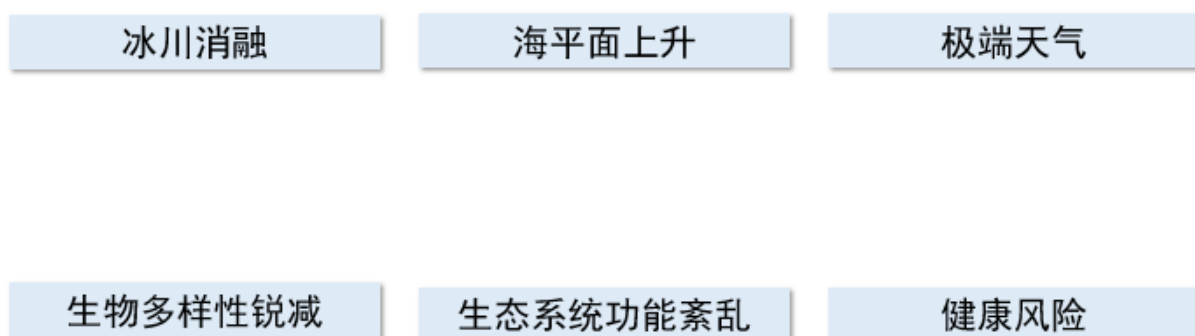 冰川消融
海平面上升
极端天气
生物多样性锐减
生态系统功能紊乱
健康风险